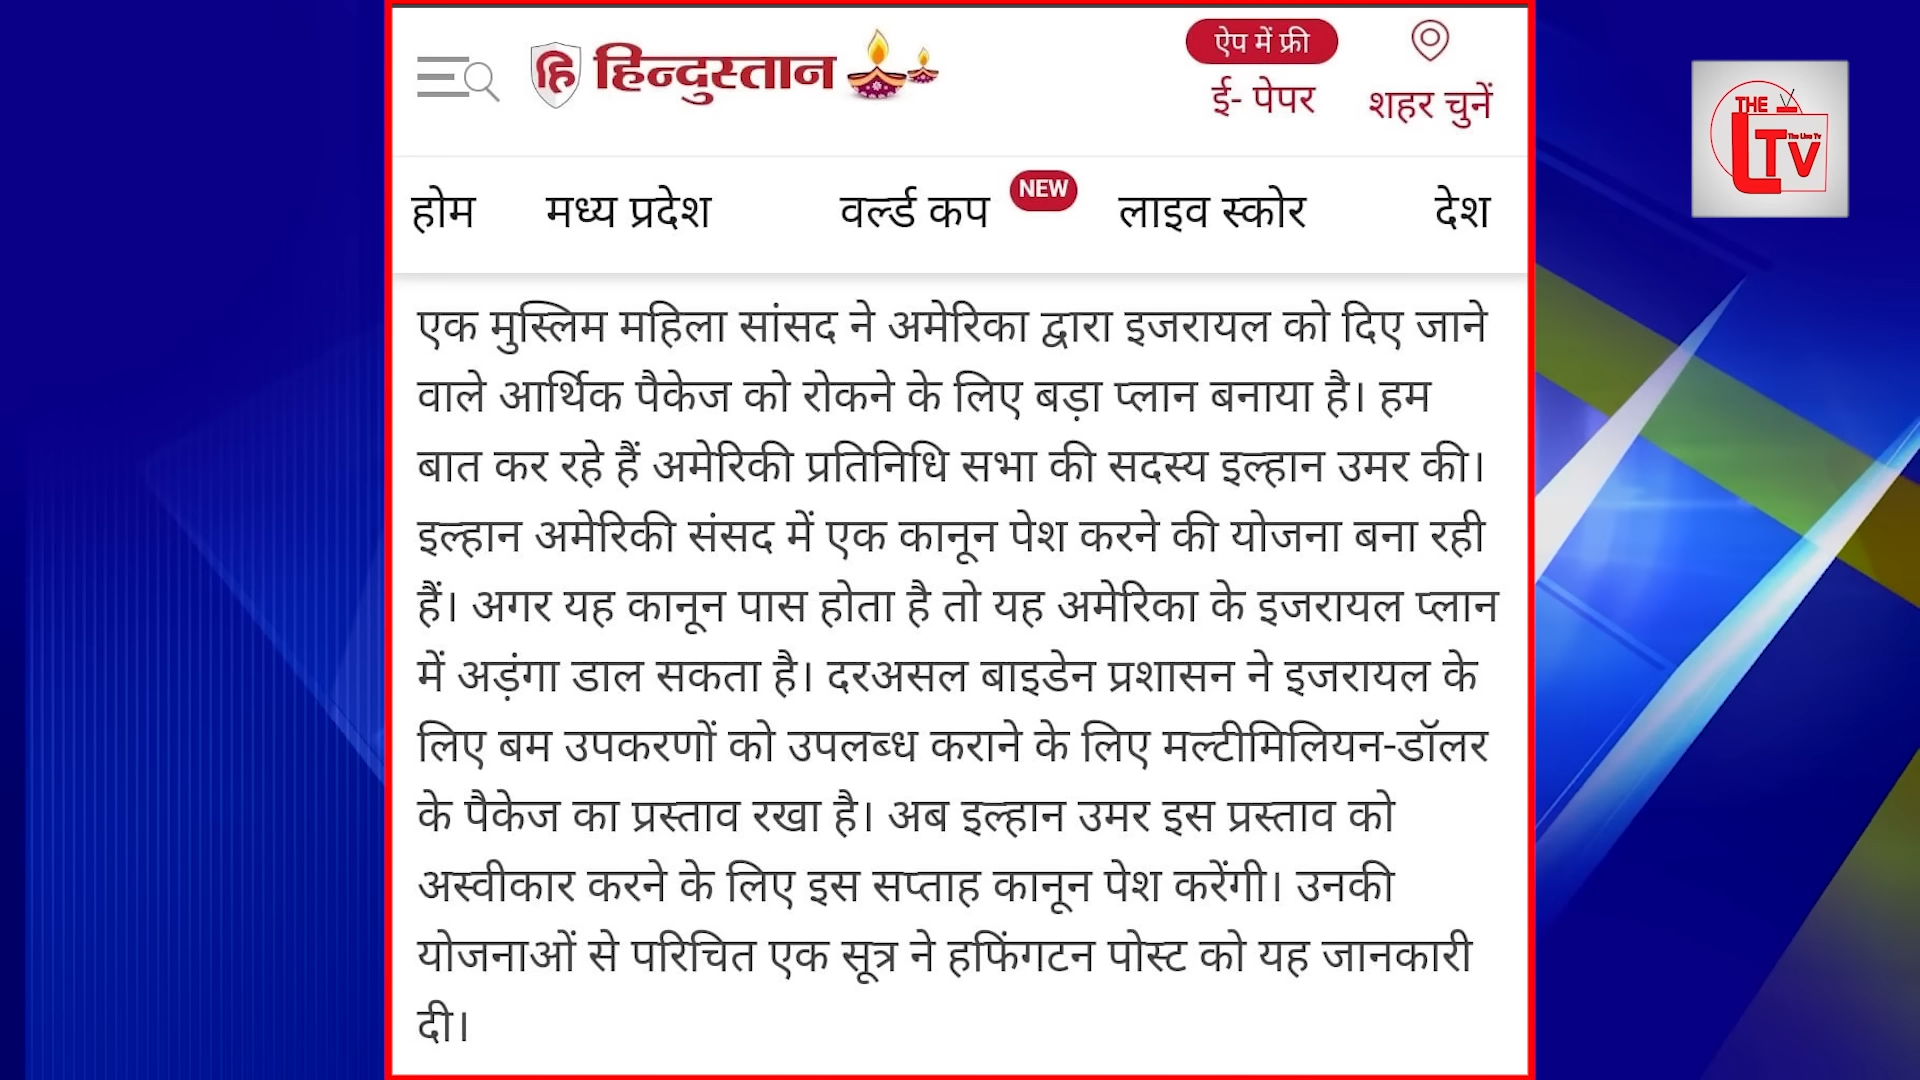 हि हिन्दुस्तान
ऐप में फ्री
ई- पेपर
शहर चुनें
THE
The Live Tv
LTV
होम मध्य प्रदेश वर्ल्ड कप NEW लाइव स्कोर देश
एक मुस्लिम महिला सांसद ने अमेरिका द्वारा इजरायल को दिए जाने
वाले आर्थिक पैकेज को रोकने के लिए बड़ा प्लान बनाया है। हम
बात कर रहे हैं अमेरिकी प्रतिनिधि सभा की सदस्य इल्हान उमर की।
इल्हान अमेरिकी संसद में एक कानून पेश करने की योजना बना रही
हैं। अगर यह कानून पास होता है तो यह अमेरिका के इजरायल प्लान
में अड़ंगा डाल सकता है। दरअसल बाइडेन प्रशासन ने इजरायल के
लिए बम उपकरणों को उपलब्ध कराने के लिए मल्टीमिलियन-डॉलर
के पैकेज का प्रस्ताव रखा है। अब इल्हान उमर इस प्रस्ताव को
अस्वीकार करने के लिए इस सप्ताह कानून पेश करेंगी। उनकी
योजनाओं से परिचित एक सूत्र ने हफिंगटन पोस्ट को यह जानकारी
दी।